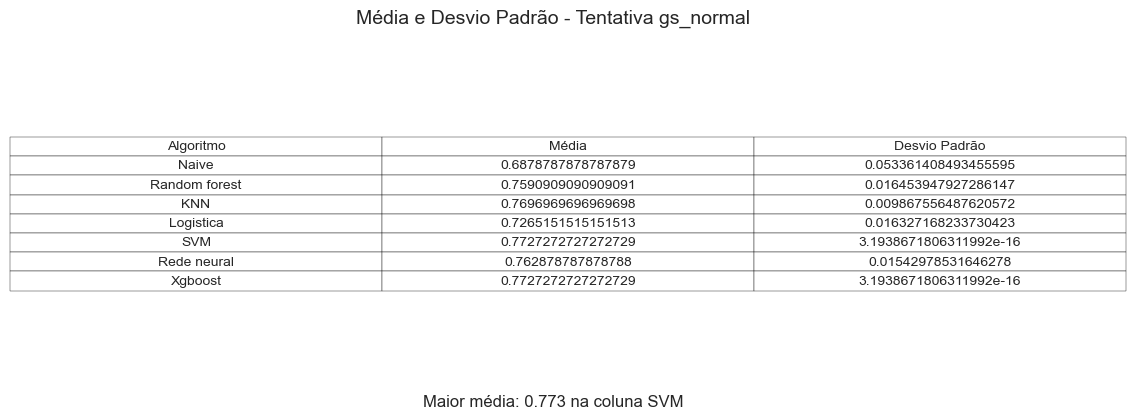 Média e Desvio Padrão - Tentativa gs_normal
Algoritmo Média Desvio Padrão
Naive 0.6878787878787879 0.053361408493455595
Random forest 0.7590909090909091 0.016453947927286147
KNN 0.7696969696969698 0.009867556487620572
Logistica 0.7265151515151513 0.016327168233730423
SVM 0.7727272727272729 3.1938671806311992e-16
Rede neural 0.762878787878788 0.01542978531646278
Xgboost 0.7727272727272729 3.1938671806311992e-16
Maior média: 0.773 na coluna SVM